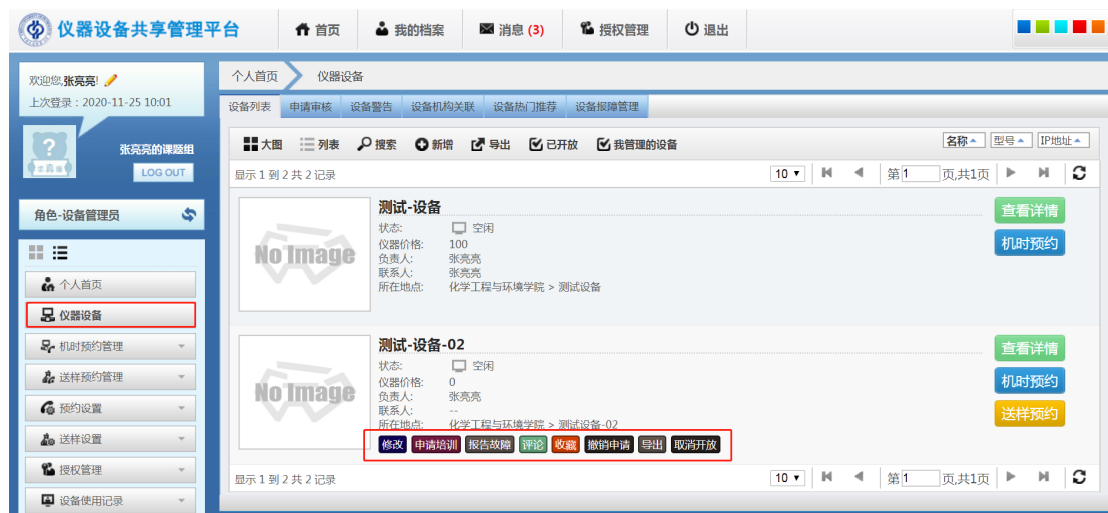 仪器设备共享管理平台
首页 我的档案 消息 (3) 授权管理 退出
欢迎您,张亮亮!
上次登录：2020-11-25 10:01
张亮亮的课题组
LOG OUT
角色-设备管理员
个人首页
仪器设备
机时预约管理
送样预约管理
预约设置
送样设置
授权管理
设备使用记录
个人首页 仪器设备
设备列表 申请审核 设备警告 设备机构关联 设备热门推荐 设备报障管理
大图 列表 搜索 新增 导出 已开放 我管理的设备 名称 型号 IP地址
显示 1 到 2 共 2 记录 10 第 1 页,共1页
No Image
测试-设备
状态: 空闲
仪器价格: 100
负责人: 张亮亮
联系人: 张亮亮
所在地点: 化学工程与环境学院 > 测试设备
查看详情
机时预约
No Image
测试-设备-02
状态: 空闲
仪器价格: 0
负责人: 张亮亮
联系人: --
所在地点: 化学工程与环境学院 > 测试设备-02
修改 申请培训 报告故障 评论 收藏 撤销申请 导出 取消开放
查看详情
机时预约
送样预约
显示 1 到 2 共 2 记录 10 第 1 页,共1页